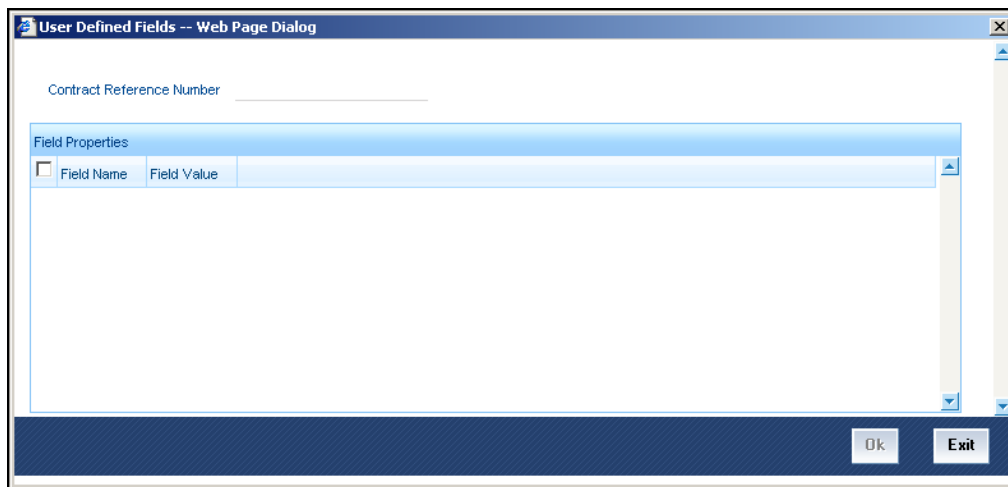 User Defined Fields -- Web Page Dialog
Contract Reference Number
Field Properties
Field Name Field Value
Ok Exit